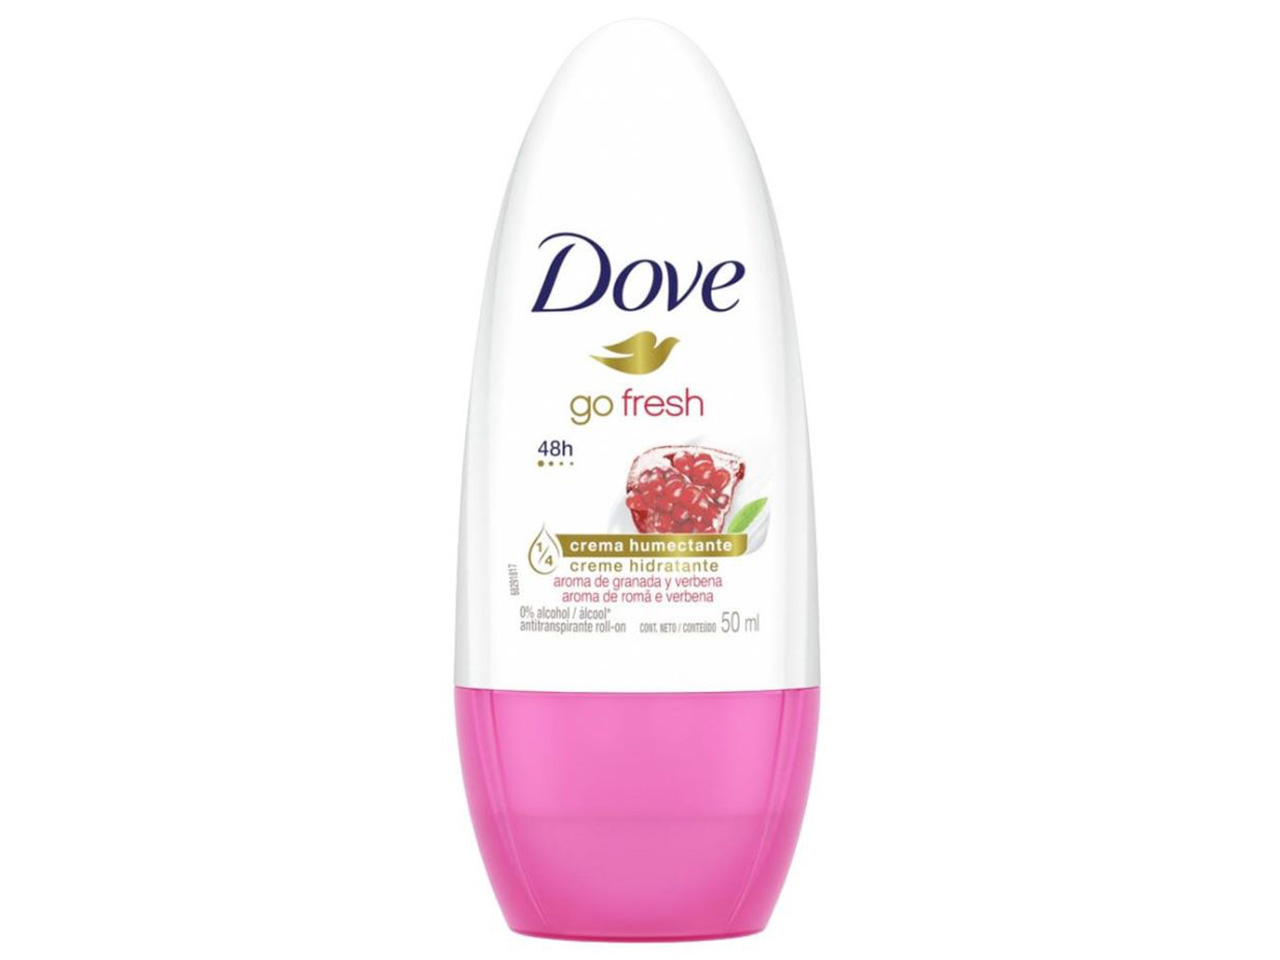 Dove
go fresh
48h
1/4
crema humectante
creme hidratante
aroma de granada y verbena
aroma de romã e verbena
0% alcohol / álcool*
antitranspirante roll-on CONT. NETO / CONTEÚDO 50 ml